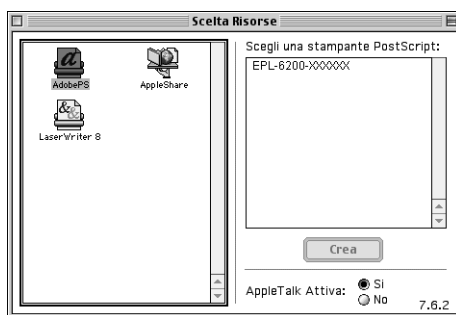 Scelta Risorse
AdobePS
AppleShare
LaserWriter 8
Scegli una stampante PostScript:
EPL-6200-XXXXXX
Crea
AppleTalk Attiva:
Si
No
7.6.2